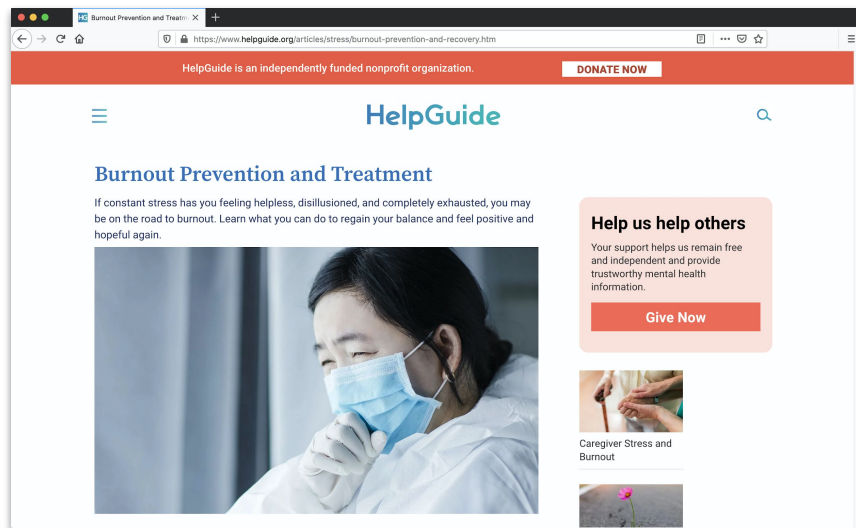 Burnout Prevention and Treatm
https://www.helpguide.org/articles/stress/burnout-prevention-and-recovery.htm
HelpGuide is an independently funded nonprofit organization.
DONATE NOW
HelpGuide
Burnout Prevention and Treatment
If constant stress has you feeling helpless, disillusioned, and completely exhausted, you may
be on the road to burnout. Learn what you can do to regain your balance and feel positive and
hopeful again.
Help us help others
Your support helps us remain free
and independent and provide
trustworthy mental health
information.
Give Now
Caregiver Stress and
Burnout